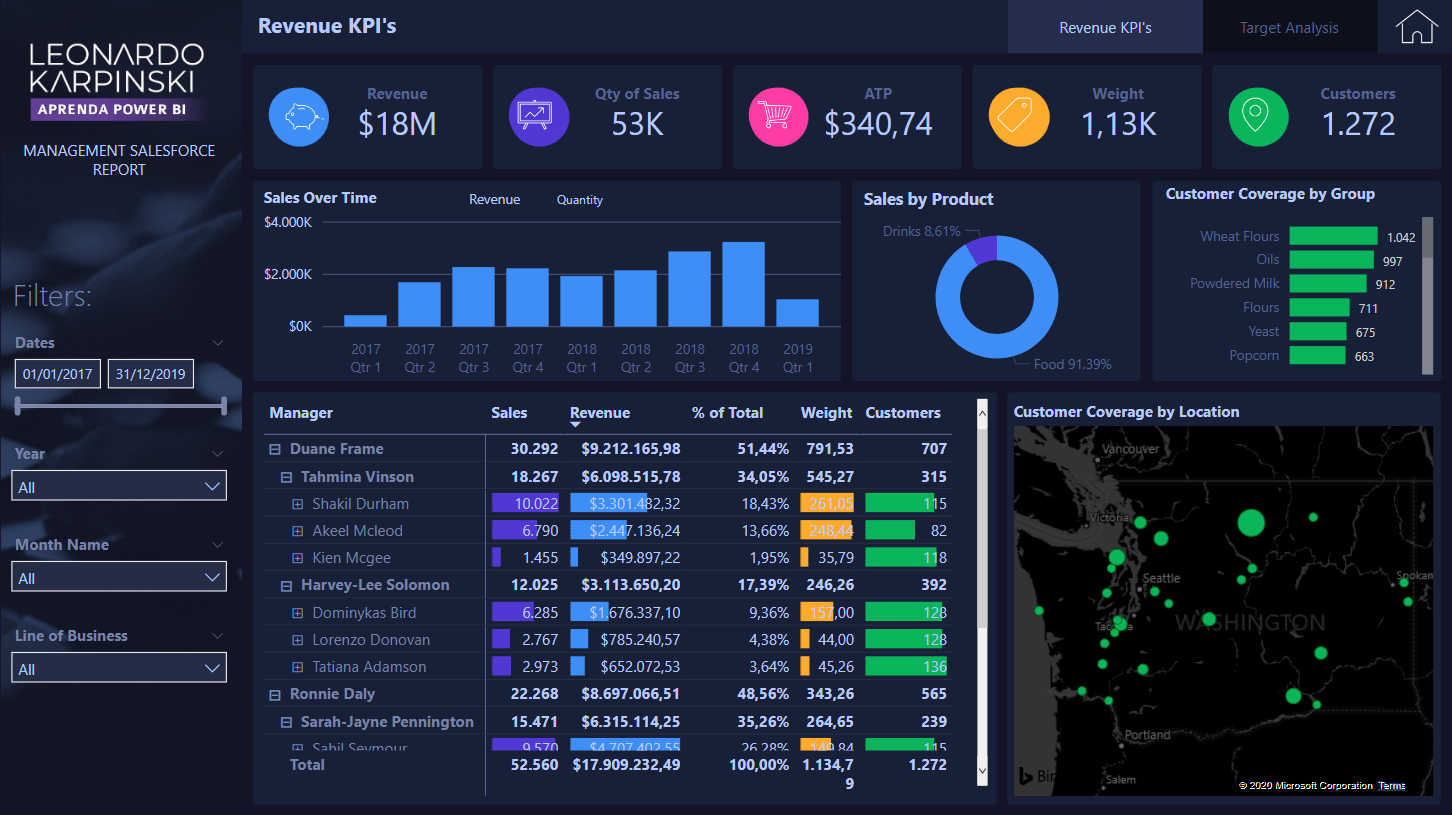 LEONARDO
KARPINSKI
APRENDA POWER BI
MANAGEMENT SALESFORCE
REPORT
Filters:
Dates
01/01/2017 31/12/2019
Year
All
Month Name
All
Line of Business
All
Revenue KPI's
Revenue KPI's Target Analysis
Revenue
$18M
Qty of Sales
53K
ATP
$340,74
Weight
1,13K
Customers
1.272
Sales Over Time Revenue Quantity
$4.000K
$2.000K
$0K
2017 2017 2017 2017 2018 2018 2018 2018 2019
Qtr 1 Qtr 2 Qtr 3 Qtr 4 Qtr 1 Qtr 2 Qtr 3 Qtr 4 Qtr 1
Sales by Product
Drinks 8,61%
Food 91,39%
Customer Coverage by Group
Wheat Flours 1.042
Oils 997
Powdered Milk 912
Flours 711
Yeast 675
Popcorn 663
Manager Sales Revenue % of Total Weight Customers
Duane Frame 30.292 $9.212.165,98 51,44% 791,53 707
Tahmina Vinson 18.267 $6.098.515,78 34,05% 545,27 315
Shakil Durham 10.022 $3.301.482,32 18,43% 261,05 115
Akeel Mcleod 6.790 $2.447.136,24 13,66% 248,44 82
Kien Mcgee 1.455 $349.897,22 1,95% 35,79 118
Harvey-Lee Solomon 12.025 $3.113.650,20 17,39% 246,26 392
Dominykas Bird 6.285 $1.676.337,10 9,36% 157,00 128
Lorenzo Donovan 2.767 $785.240,57 4,38% 44,00 128
Tatiana Adamson 2.973 $652.072,53 3,64% 45,26 136
Ronnie Daly 22.268 $8.697.066,51 48,56% 343,26 565
Sarah-Jayne Pennington 15.471 $6.315.114,25 35,26% 264,65 239
Sahil Seymour 9.570 $4.707.402,55 26,28% 149,84 115
Total 52.560 $17.909.232,49 100,00% 1.134,7 1.272
9
Customer Coverage by Location
Vancouver
Victoria
Seattle
Spokan
WASHINGTON
Portland
Salem
Bin
© 2020 Microsoft Corporation Terms